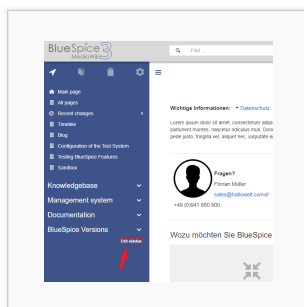 BlueSpice 3
MediaWiki
Find ...
Main page
All pages
Recent changes
Timeline
Blog
Configuration of the Test System
Testing BlueSpice Features
Sandbox
Knowledgebase
Management system
Documentation
BlueSpice Versions
Edit sidebar
Wichtige Informationen: Datenschutz
Lorem ipsum dolor sit amet, consectetuer adipi
parturient montes, nascetur ridiculus mus. Don
pede justo, fringilla vel, aliquet nec, vulputate e
Fragen?
Florian Müller
sales@hallowelt.com
+49 (0)941 660 800
Wozu möchten Sie BlueSpice